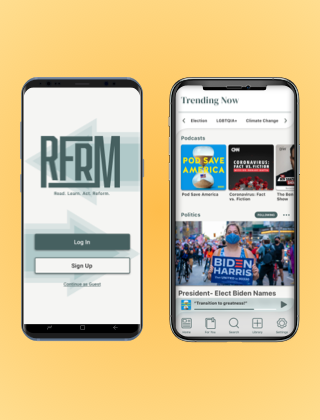 RFRM
Read. Learn. Act. Reform.
Log In
Sign Up
Continue as Guest
Trending Now
Election LGBTQIA+ Climate Change
Podcasts
POD SAVE
AMERICA
CNN
CORONAVIRUS:
FACT VS. FICTION
Pod Save America
Coronavirus: Fact
vs. Fiction
The
Show
Politics
FOLLOWING
BIDEN
HARRIS
President- Elect Biden Names
"Transition to greatness!"
Home For You Search Library Settings